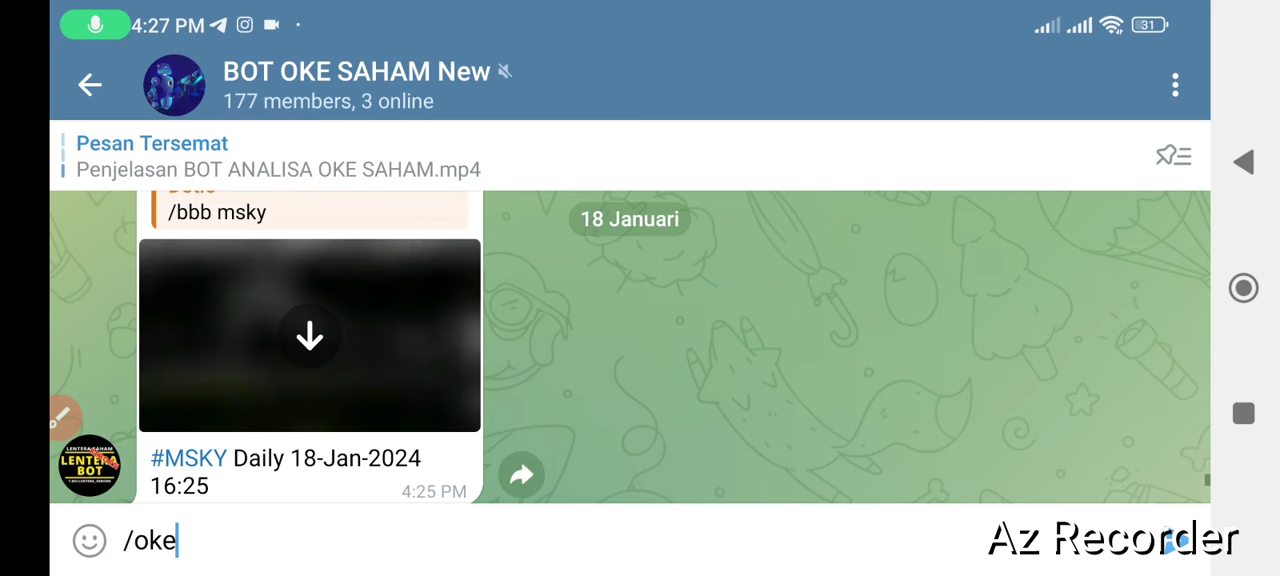 4:27 PM
31
BOT OKE SAHAM New
177 members, 3 online
Pesan Tersemat
Penjelasan BOT ANALISA OKE SAHAM.mp4
/bbb msky
18 Januari
#MSKY Daily 18-Jan-2024
16:25
4:25 PM
LENTERA SAHAM
LENTERA
BOT
/oke
Az Recorder